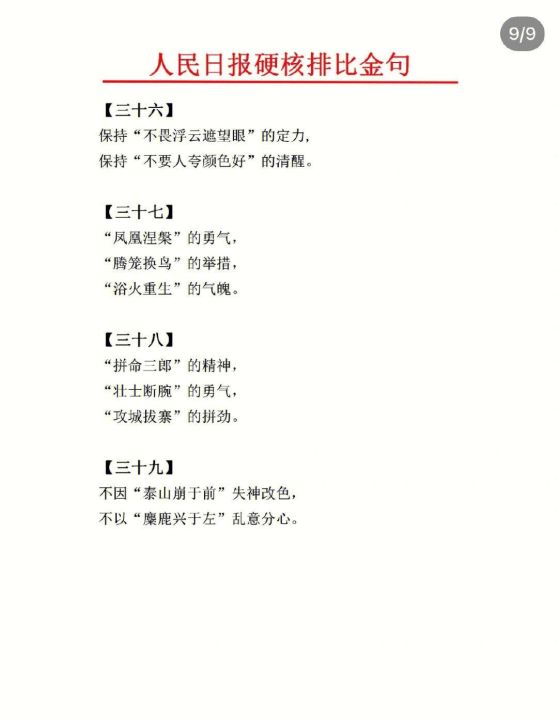 9/9
人民日报硬核排比金句
【三十六】
保持“不畏浮云遮望眼”的定力，
保持“不要人夸颜色好”的清醒。
【三十七】
“凤凰涅槃”的勇气，
“腾笼换鸟”的举措，
“浴火重生”的气魄。
【三十八】
“拼命三郎”的精神，
“壮士断腕”的勇气，
“攻城拔寨”的拼劲。
【三十九】
不因“泰山崩于前”失神改色，
不以“麋鹿兴于左”乱意分心。